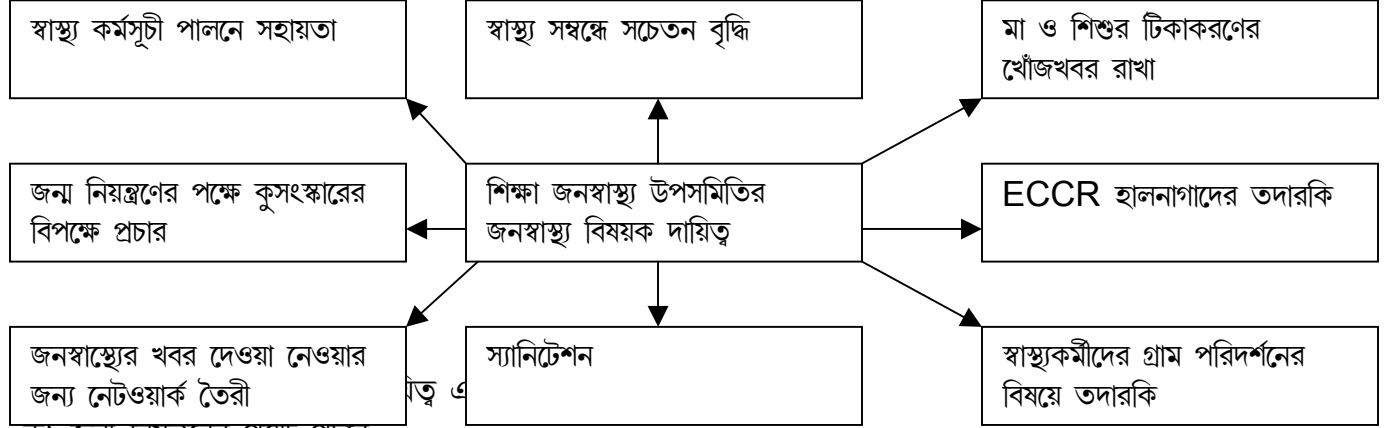 স্বাস্থ্য কর্মসূচী পালনে সহায়তা
স্বাস্থ্য সম্বন্ধে সচেতন বৃদ্ধি
মা ও শিশুর টিকাকরণের
খোঁজখবর রাখা
জন্ম নিয়ন্ত্রণের পক্ষে কুসংস্কারের
বিপক্ষে প্রচার
শিক্ষা জনস্বাস্থ্য উপসমিতির
জনস্বাস্থ্য বিষয়ক দায়িত্ব
ECCR হালনাগাদের তদারকি
জনস্বাস্থ্যের খবর দেওয়া নেওয়ার
জন্য নেটওয়ার্ক তৈরী
স্যানিটেশন
স্বাস্থ্যকর্মীদের গ্রাম পরিদর্শনের
বিষয়ে তদারকি